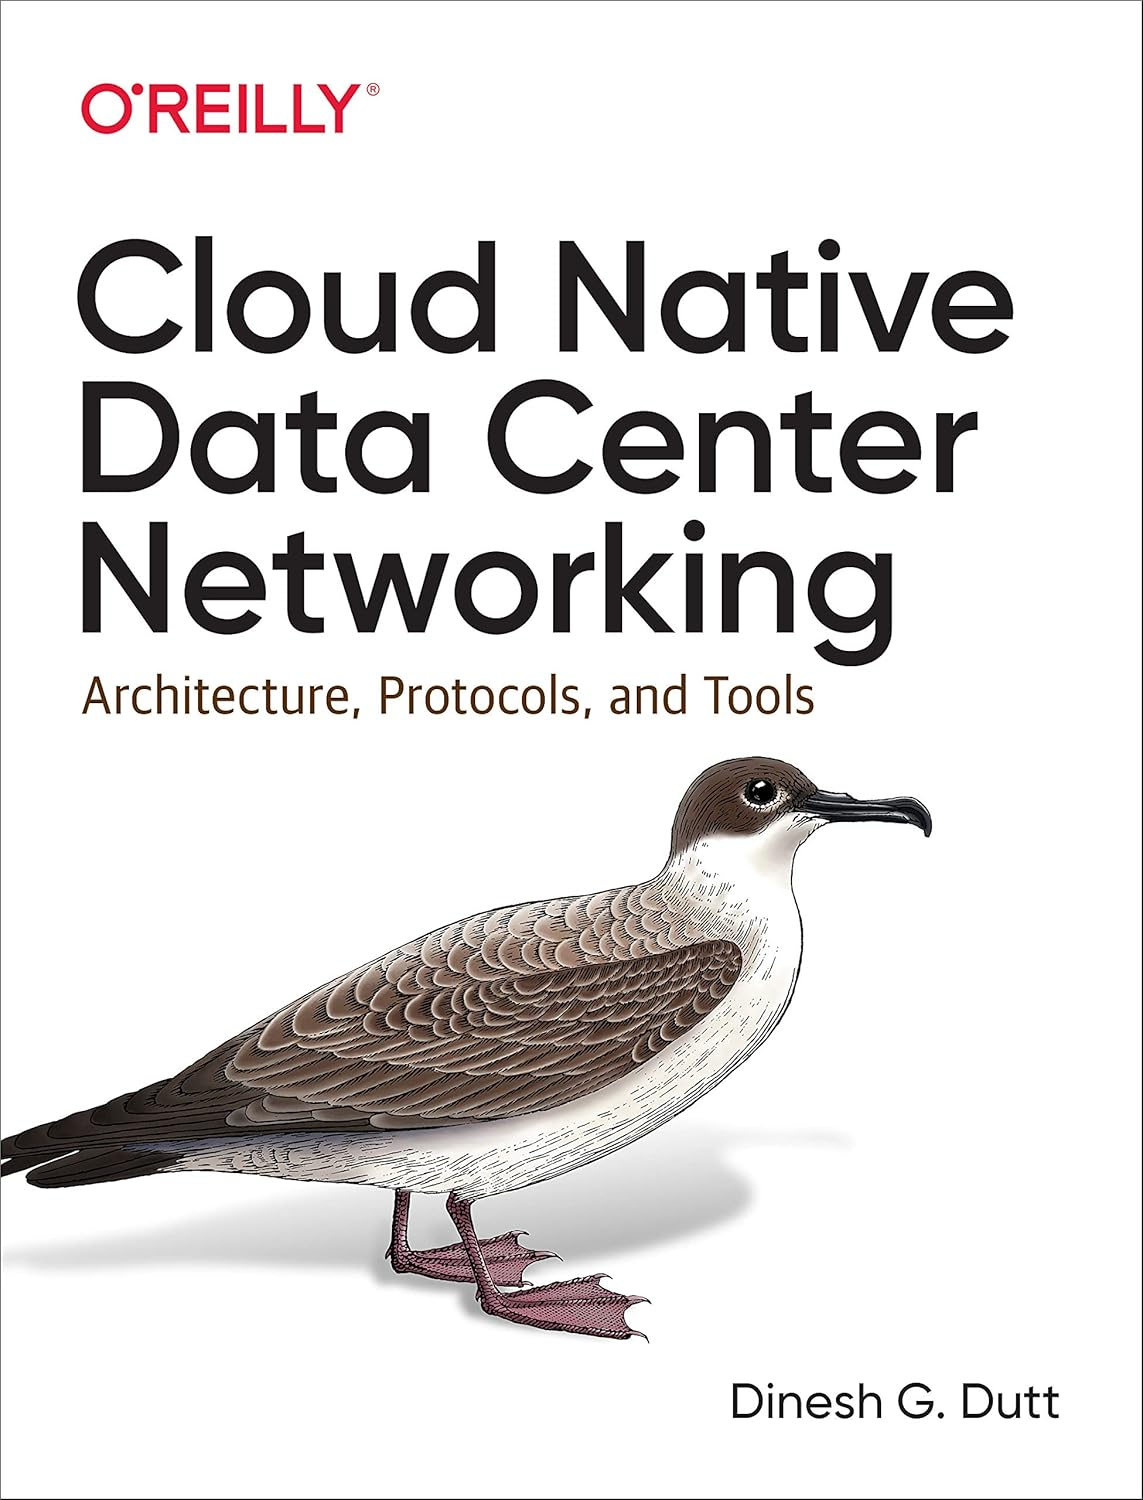 O'REILLY®
Cloud Native
Data Center
Networking
Architecture, Protocols, and Tools
Dinesh G. Dutt